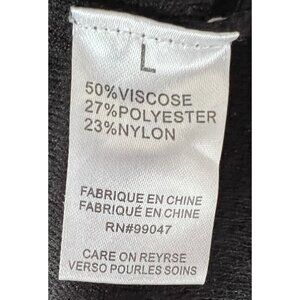 L
50%VISCOSE
27%POLYESTER
23%NYLON
FABRIQUE EN CHINE
FABRIQUÉ EN CHINE
RN#99047
CARE ON REYRSE
VERSO POURLES SOINS